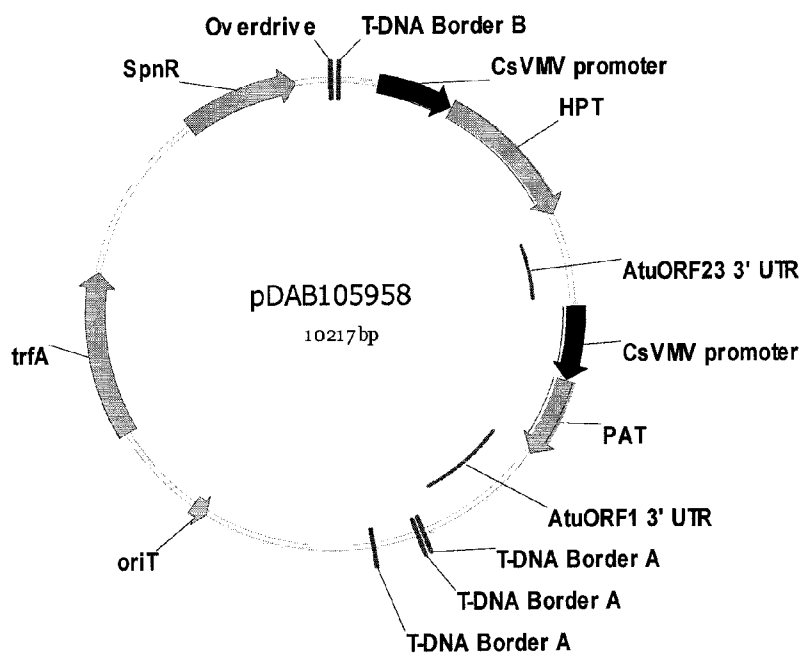 Overdrive
T-DNA Border B
SpnR
CsVMV promoter
HPT
AtuORF23 3' UTR
pDAB105958
10217bp
CsVMV promoter
trfA
PAT
AtuORF1 3' UTR
T-DNA Border A
oriT
T-DNA Border A
T-DNA Border A